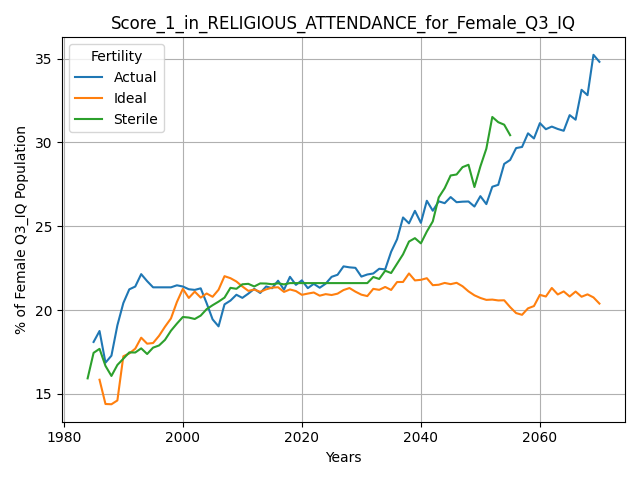 Score_1_in_RELIGIOUS_ATTENDANCE_for_Female_Q3_IQ
Fertility
Actual
Ideal
Sterile
% of Female Q3_IQ Population
35
30
25
20
15
1980 2000 2020 2040 2060
Years